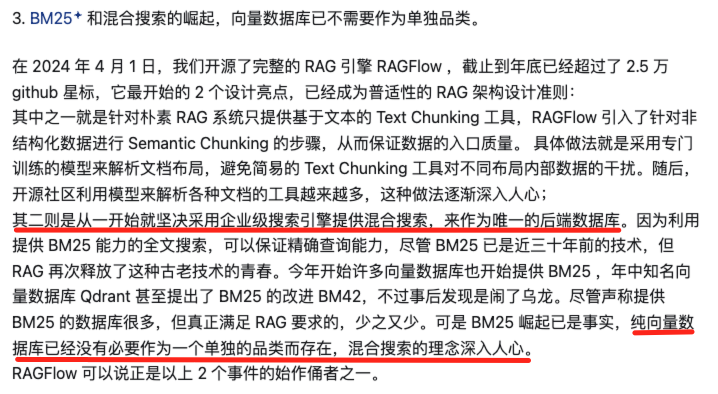 3. BM25 和混合搜索的崛起，向量数据库已不需要作为单独品类。
在 2024 年 4 月 1 日，我们开源了完整的 RAG 引擎 RAGFlow ，截止到年底已经超过了 2.5 万
github 星标，它最开始的 2 个设计亮点，已经成为普适性的 RAG 架构设计准则：
其中之一就是针对朴素 RAG 系统只提供基于文本的 Text Chunking 工具，RAGFlow 引入了针对非
结构化数据进行 Semantic Chunking 的步骤，从而保证数据的入口质量。 具体做法就是采用专门
训练的模型来解析文档布局，避免简易的 Text Chunking 工具对不同布局内部数据的干扰。随后，
开源社区利用模型来解析各种文档的工具越来越多，这种做法逐渐深入人心；
其二则是从一开始就坚决采用企业级搜索引擎提供混合搜索，来作为唯一的后端数据库。因为利用
提供 BM25 能力的全文搜索，可以保证精确查询能力，尽管 BM25 已是近三十年前的技术，但
RAG 再次释放了这种古老技术的青春。今年开始许多向量数据库也开始提供 BM25 ，年中知名向
量数据库 Qdrant 甚至提出了 BM25 的改进 BM42，不过事后发现是闹了乌龙。尽管声称提供
BM25 的数据库很多，但真正满足 RAG 要求的，少之又少。可是 BM25 崛起已是事实，纯向量数
据库已经没有必要作为一个单独的品类而存在，混合搜索的理念深入人心。
RAGFlow 可以说正是以上 2 个事件的始作俑者之一。